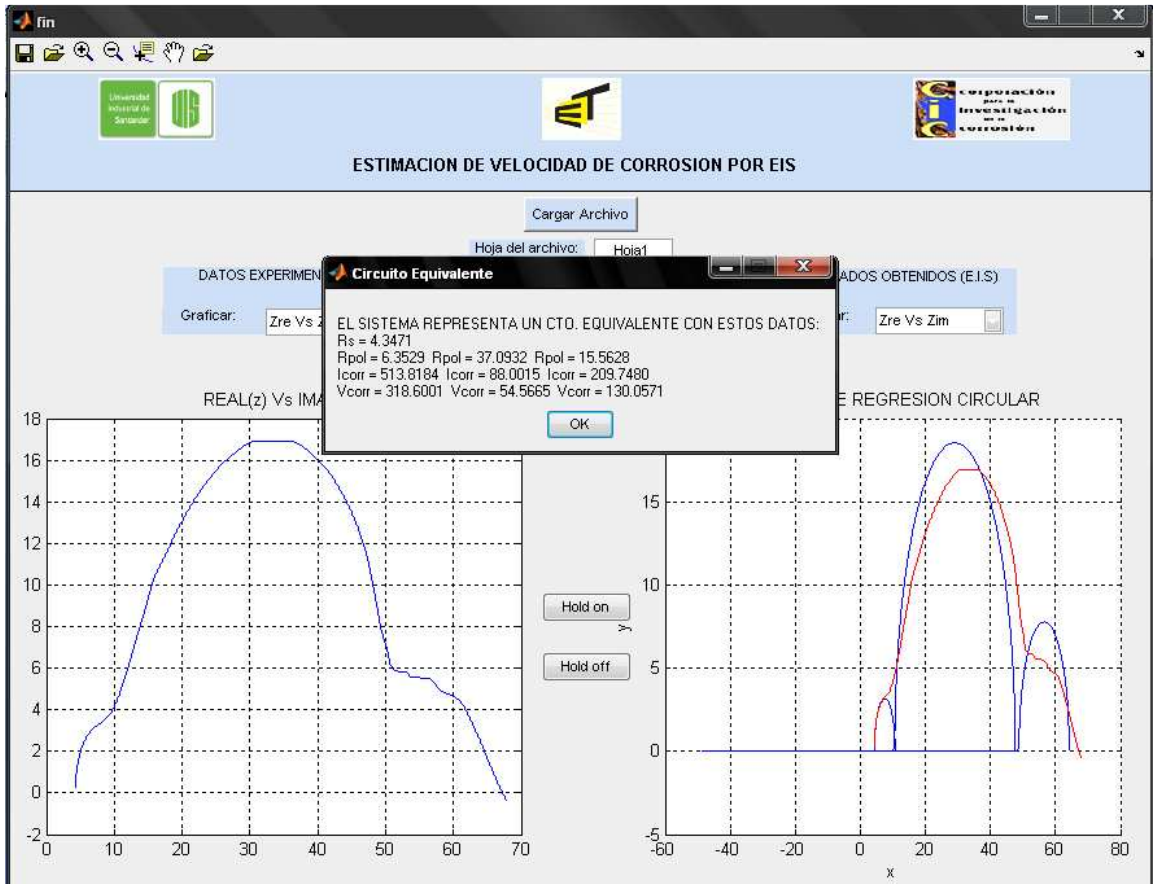 fin
Universidad
Industrial de
Santander
UIS
corporación
para la
investigación
en la
corrosión
ESTIMACION DE VELOCIDAD DE CORROSION POR EIS
Cargar Archivo
Hoja del archivo: Hoja1
DATOS EXPERIMEN
ADOS OBTENIDOS (E.I.S)
Graficar: Zre Vs
r: Zre Vs Zim
Circuito Equivalente
EL SISTEMA REPRESENTA UN CTO. EQUIVALENTE CON ESTOS DATOS:
Rs = 4.3471
Rpol = 6.3529 Rpol = 37.0932 Rpol = 15.5628
Icorr = 513.8184 Icorr = 88.0015 Icorr = 209.7480
Vcorr = 318.6001 Vcorr = 54.5665 Vcorr = 130.0571
OK
REAL(z) Vs IMA
E REGRESION CIRCULAR
18
16
14
12
10
8
6
4
2
0
-2
0 10 20 30 40 50 60 70
Hold on
Hold off
y
15
10
5
0
-5
-60 -40 -20 0 20 40 60 80
x